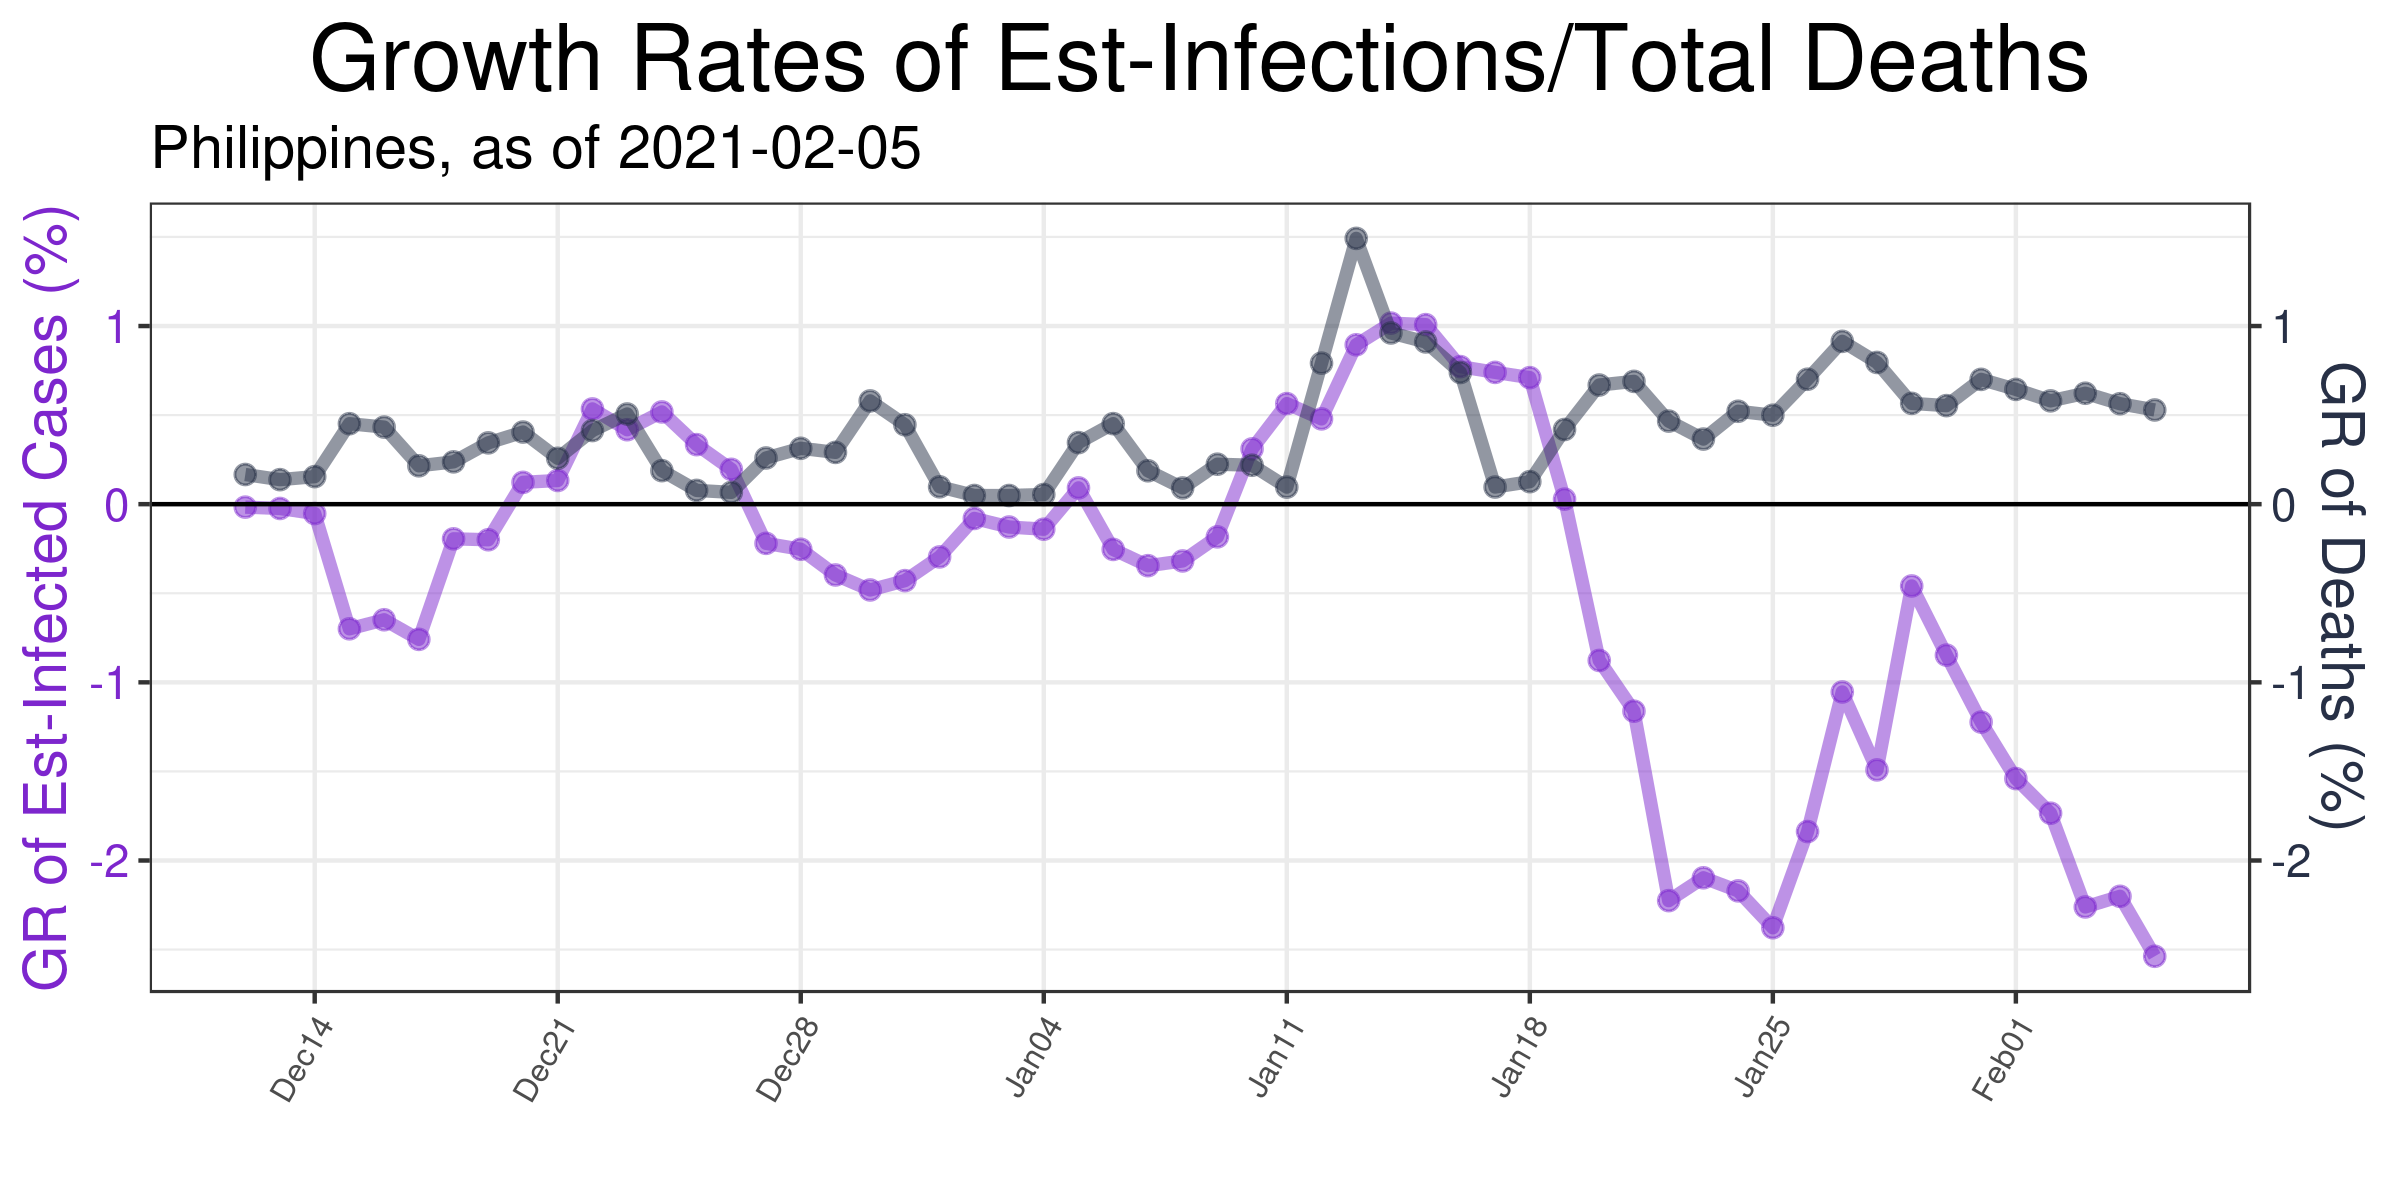 Growth Rates of Est-Infections/Total Deaths
Philippines, as of 2021-02-05
GR of Est-Infected Cases (%)
1
0
-1
-2
1
0
-1
-2
GR of Deaths (%)
Dec14
Dec21
Dec28
Jan04
Jan11
Jan18
Jan25
Feb01